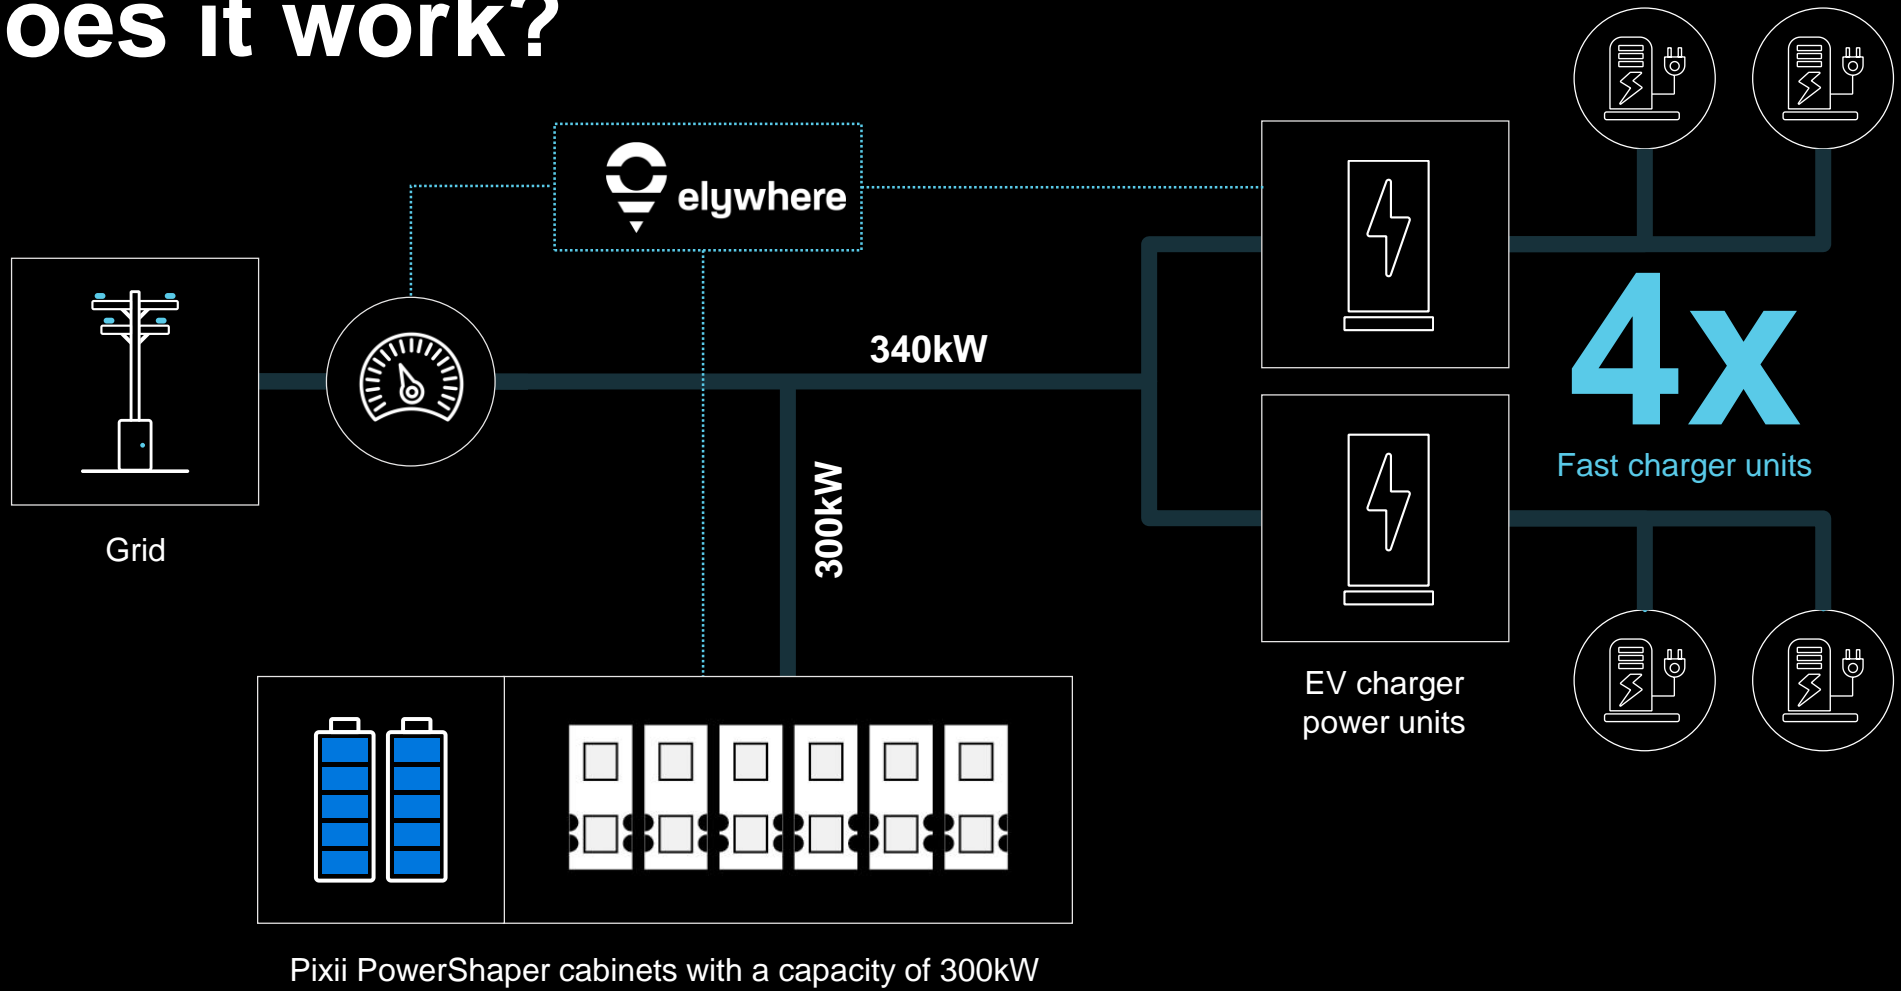 oes it work?
elywhere
340kW
4x
Fast charger units
300kW
Grid
EV charger
power units
Pixii PowerShaper cabinets with a capacity of 300kW